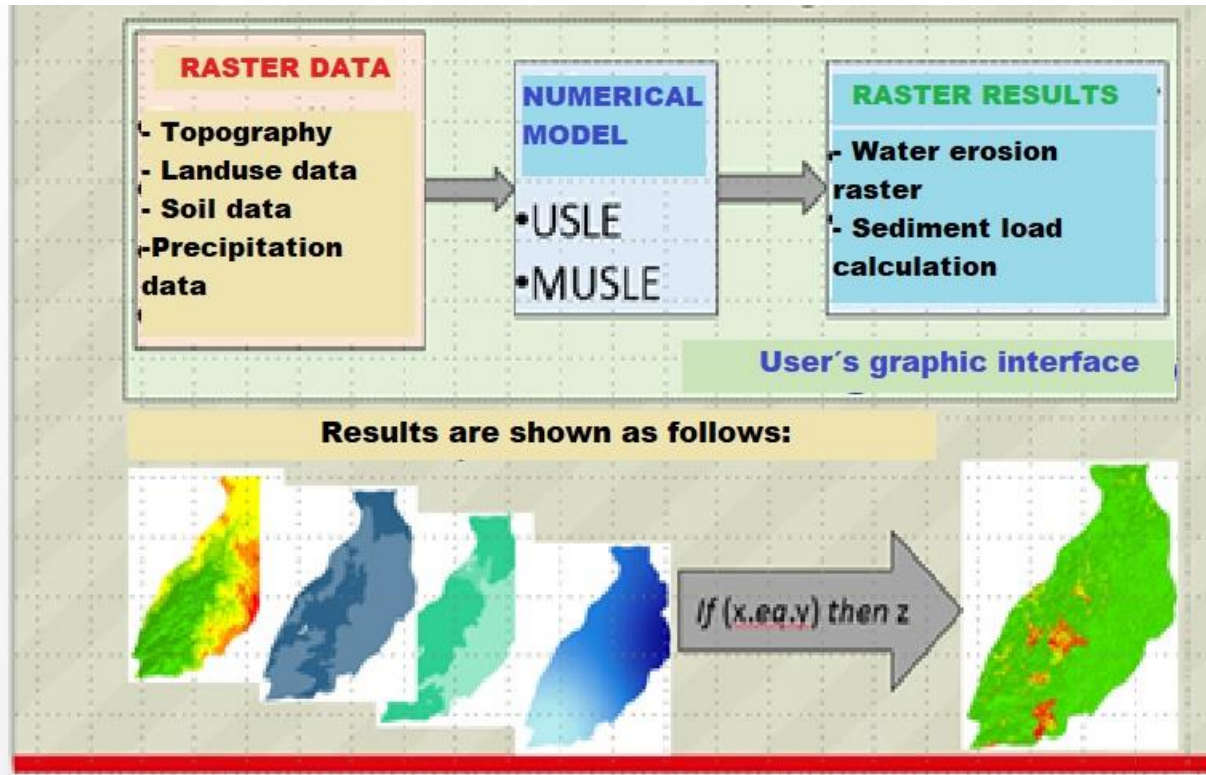 RASTER DATA
- Topography
- Landuse data
- Soil data
-Precipitation
data
NUMERICAL
MODEL
•USLE
•MUSLE
RASTER RESULTS
- Water erosion
raster
- Sediment load
calculation
User´s graphic interface
Results are shown as follows:
If (x.eq.y) then z